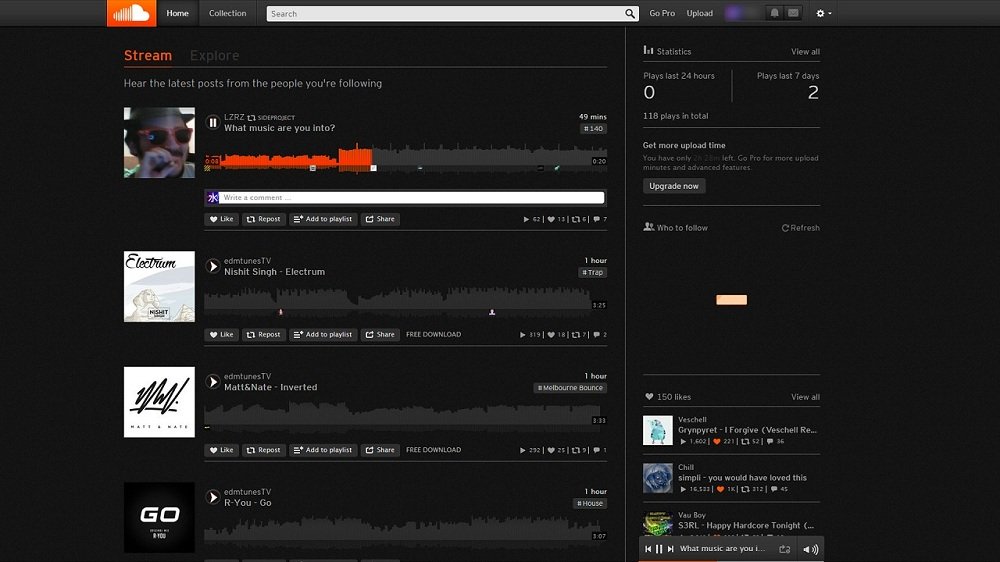 Home
Collection
Search
Go Pro
Upload
Stream
Explore
Hear the latest posts from the people you're following
LZRZ SIDEPROJECT
49 mins
What music are you into?
# 140
0:08
0:20
水
Write a comment ...
Like
Repost
Add to playlist
Share
62 | 13 | 6 | 7
Electrum
NISHIT
SINGH
edmtunesTV
1 hour
Nishit Singh - Electrum
# Trap
3:25
Like
Repost
Add to playlist
Share
FREE DOWNLOAD
319 | 18 | 7 | 2
MATT & NATE
edmtunesTV
1 hour
Matt&Nate - Inverted
# Melbourne Bounce
3:33
Like
Repost
Add to playlist
Share
FREE DOWNLOAD
292 | 25 | 9 | 1
GO
R-YOU
edmtunesTV
1 hour
R-You - Go
# House
3:07
Statistics
View all
Plays last 24 hours
Plays last 7 days
0
2
118 plays in total
Get more upload time
You have only 2h 28m left. Go Pro for more upload
minutes and advanced features.
Upgrade now
Who to follow
Refresh
150 likes
View all
Veschell
Grynpyret - I Forgive (Veschell Re...
1,602 | 221 | 52 | 36
Chill
simpli - you would have loved this
16,533 | 1K | 312 | 45
Vau Boy
S3RL - Happy Hardcore Tonight (...
What music are you i...